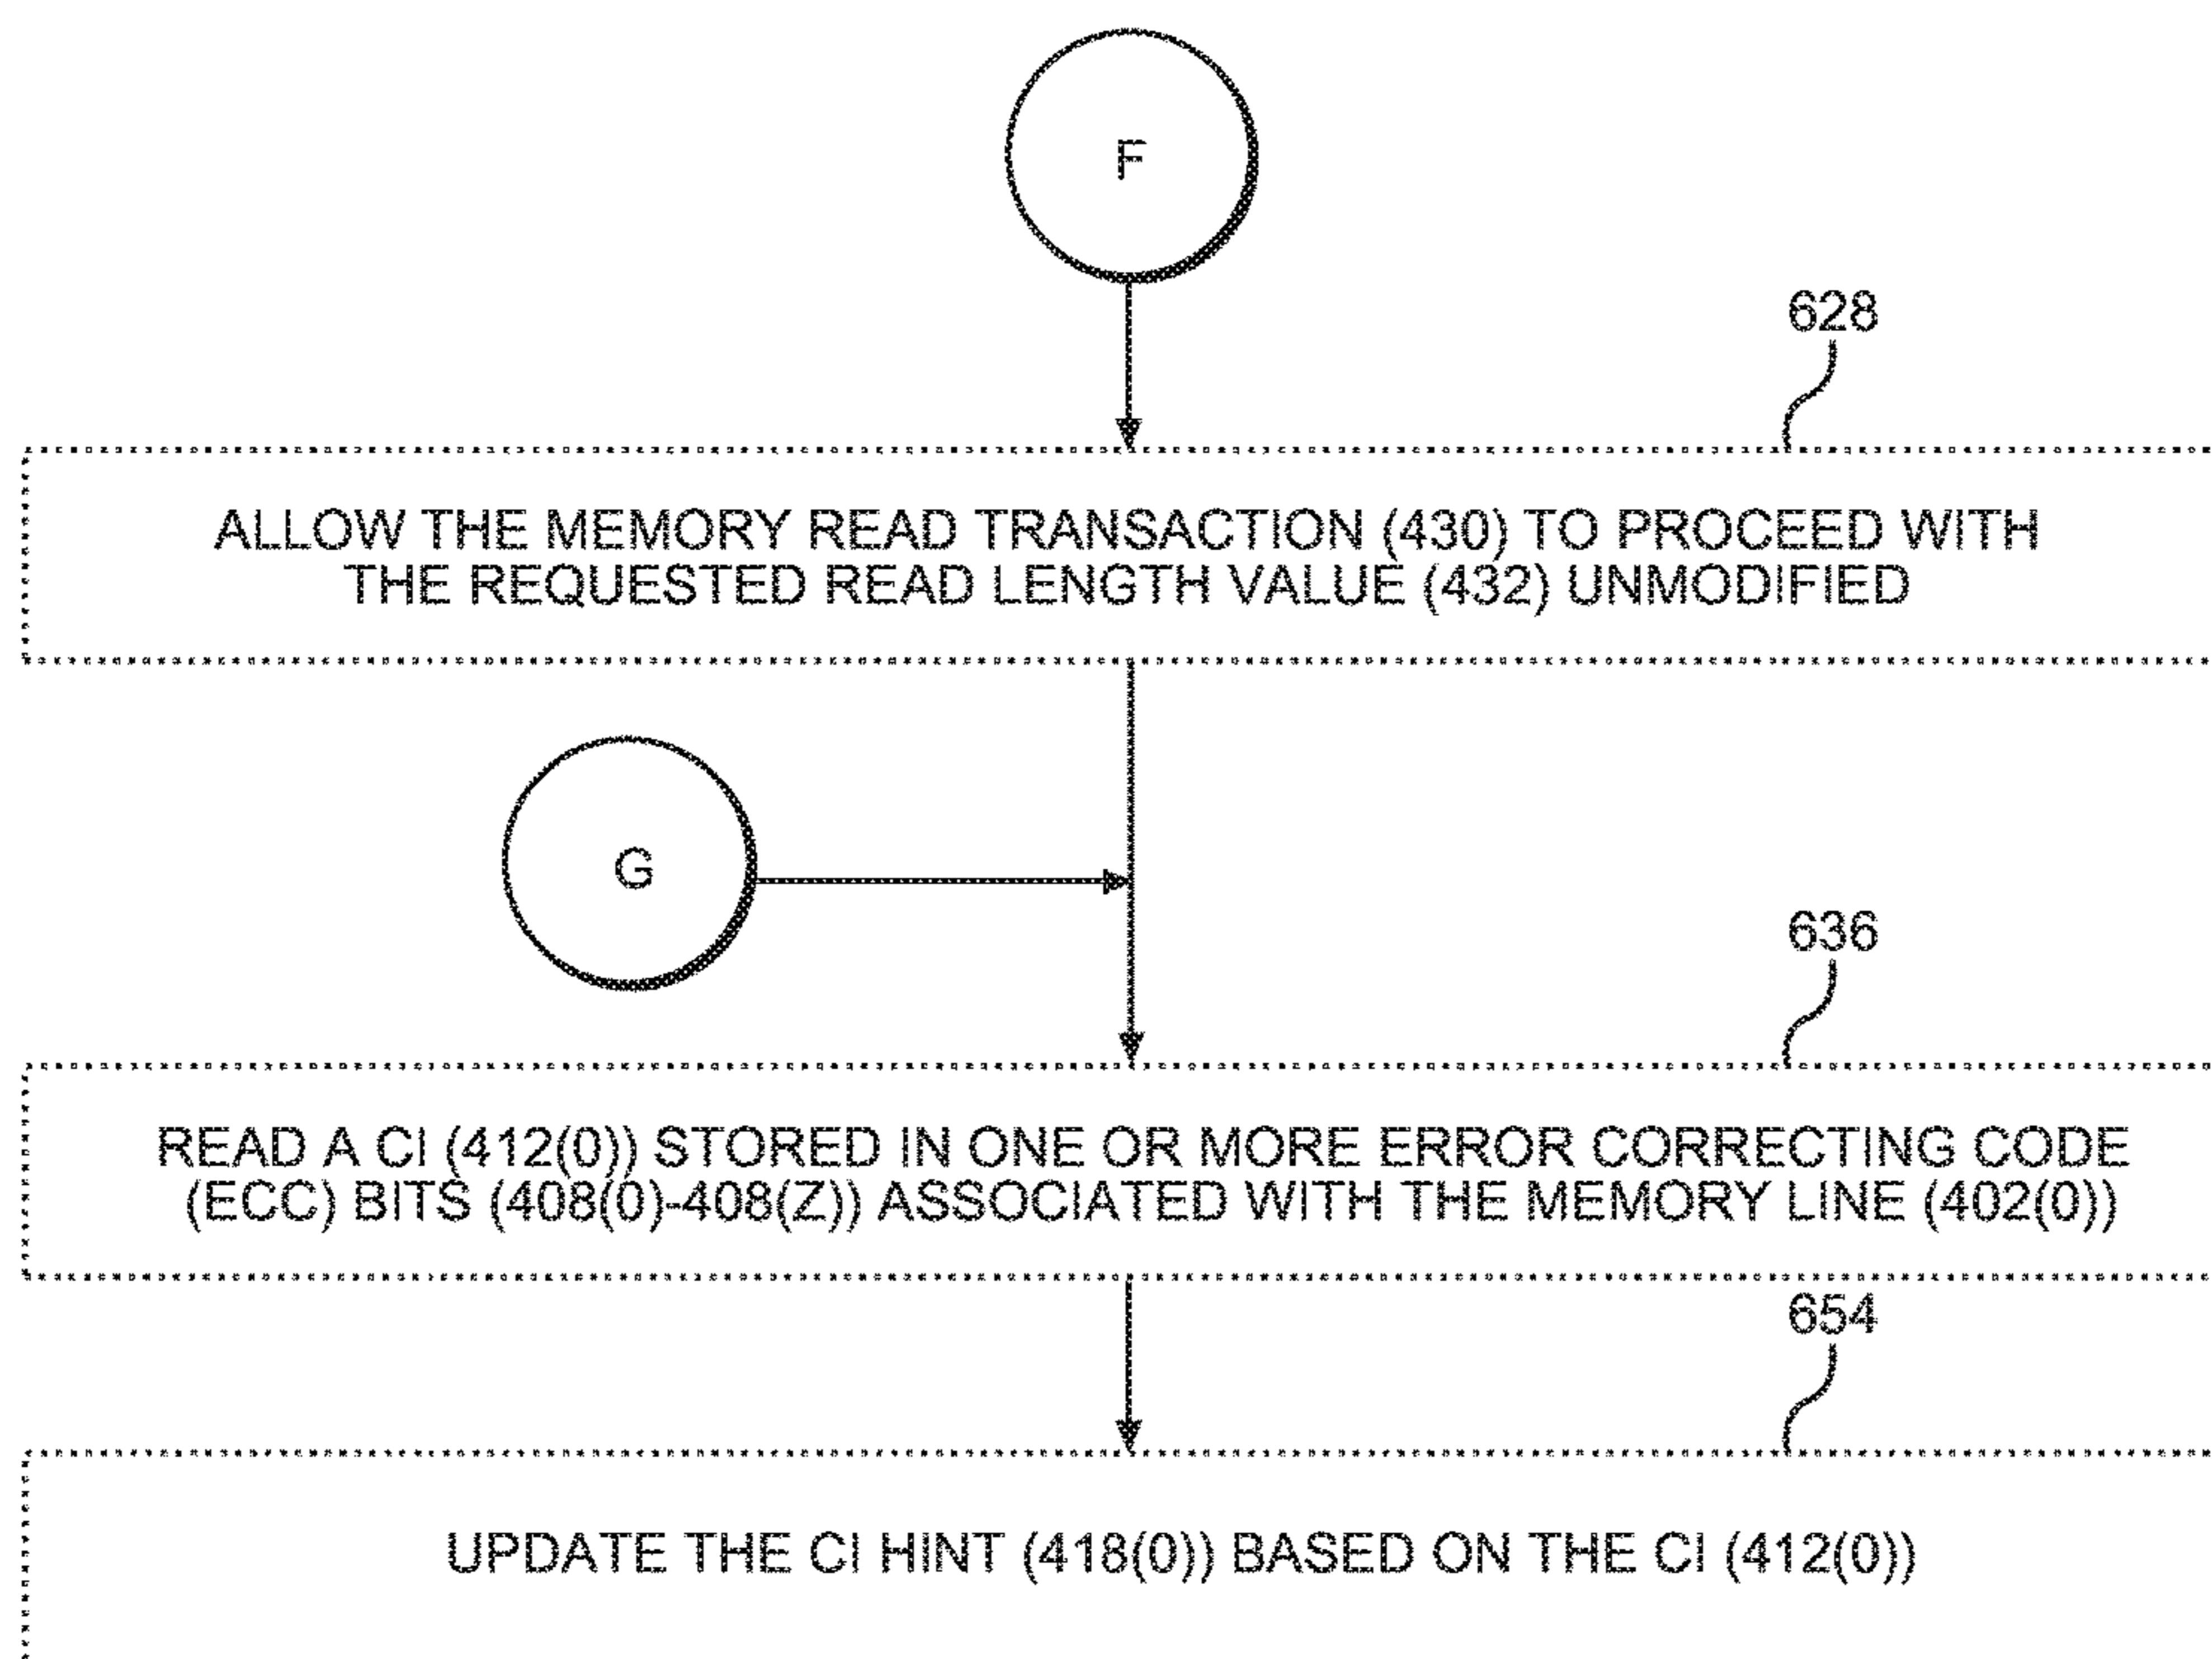 F
628
ALLOW THE MEMORY READ TRANSACTION (430) TO PROCEED WITH
THE REQUESTED READ LENGTH VALUE (432) UNMODIFIED
G
636
READ A CI (412(0)) STORED IN ONE OR MORE ERROR CORRECTING CODE
(ECC) BITS (408(0)-408(Z)) ASSOCIATED WITH THE MEMORY LINE (402(0))
654
UPDATE THE CI HINT (418(0)) BASED ON THE CI (412(0))